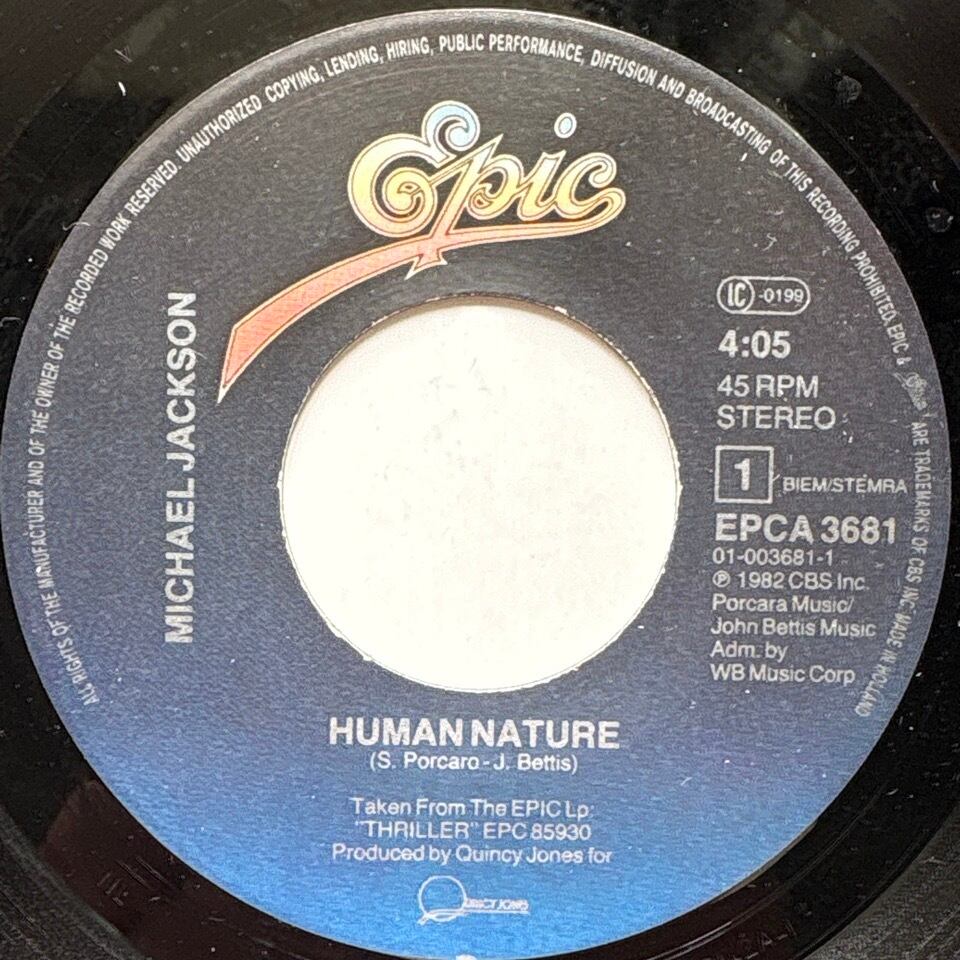 ALL RIGHTS OF THE MANUFACTURER AND OF THE OWNER OF THE RECORDED WORK RESERVED. UNAUTHORIZED COPYING, LENDING, HIRING, PUBLIC PERFORMANCE, DIFFUSION AND BROADCASTING OF THIS RECORDING PROHIBITED. EPIC & ARE TRADEMARKS OF CBS INC MADE IN HOLLAND
Epic
MICHAEL JACKSON
IC -0199
4:05
45 RPM
STEREO
1 BIEM/STEMRA
EPCA 3681
01-003681-1
℗ 1982 CBS Inc.
Porcara Music/
John Bettis Music
Adm. by
WB Music Corp
HUMAN NATURE
(S. Porcaro - J. Bettis)
Taken From The EPIC Lp:
"THRILLER" EPC 85930
Produced by Quincy Jones for
QUINCY JONES